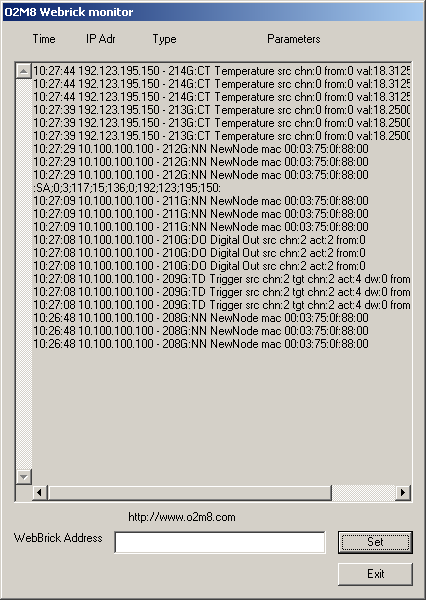 O2M8 Webrick monitor
Time IP Adr Type Parameters
10:27:44 192.123.195.150 - 214G:CT Temperature src chn:0 from:0 val:18.3125
10:27:44 192.123.195.150 - 214G:CT Temperature src chn:0 from:0 val:18.3125
10:27:44 192.123.195.150 - 214G:CT Temperature src chn:0 from:0 val:18.3125
10:27:39 192.123.195.150 - 213G:CT Temperature src chn:0 from:0 val:18.2500
10:27:39 192.123.195.150 - 213G:CT Temperature src chn:0 from:0 val:18.2500
10:27:39 192.123.195.150 - 213G:CT Temperature src chn:0 from:0 val:18.2500
10:27:29 10.100.100.100 - 212G:NN NewNode mac 00:03:75:0f:88:00
10:27:29 10.100.100.100 - 212G:NN NewNode mac 00:03:75:0f:88:00
10:27:29 10.100.100.100 - 212G:NN NewNode mac 00:03:75:0f:88:00
:SA;0;3;117;15;136;0;192;123;195;150:
10:27:09 10.100.100.100 - 211G:NN NewNode mac 00:03:75:0f:88:00
10:27:09 10.100.100.100 - 211G:NN NewNode mac 00:03:75:0f:88:00
10:27:09 10.100.100.100 - 211G:NN NewNode mac 00:03:75:0f:88:00
10:27:08 10.100.100.100 - 210G:DO Digital Out src chn:2 act:2 from:0
10:27:08 10.100.100.100 - 210G:DO Digital Out src chn:2 act:2 from:0
10:27:08 10.100.100.100 - 210G:DO Digital Out src chn:2 act:2 from:0
10:27:08 10.100.100.100 - 209G:TD Trigger src chn:2 tgt chn:2 act:4 dw:0 from
10:27:08 10.100.100.100 - 209G:TD Trigger src chn:2 tgt chn:2 act:4 dw:0 from
10:27:08 10.100.100.100 - 209G:TD Trigger src chn:2 tgt chn:2 act:4 dw:0 from
10:26:48 10.100.100.100 - 208G:NN NewNode mac 00:03:75:0f:88:00
10:26:48 10.100.100.100 - 208G:NN NewNode mac 00:03:75:0f:88:00
10:26:48 10.100.100.100 - 208G:NN NewNode mac 00:03:75:0f:88:00
http://www.o2m8.com
WebBrick Address
Set
Exit